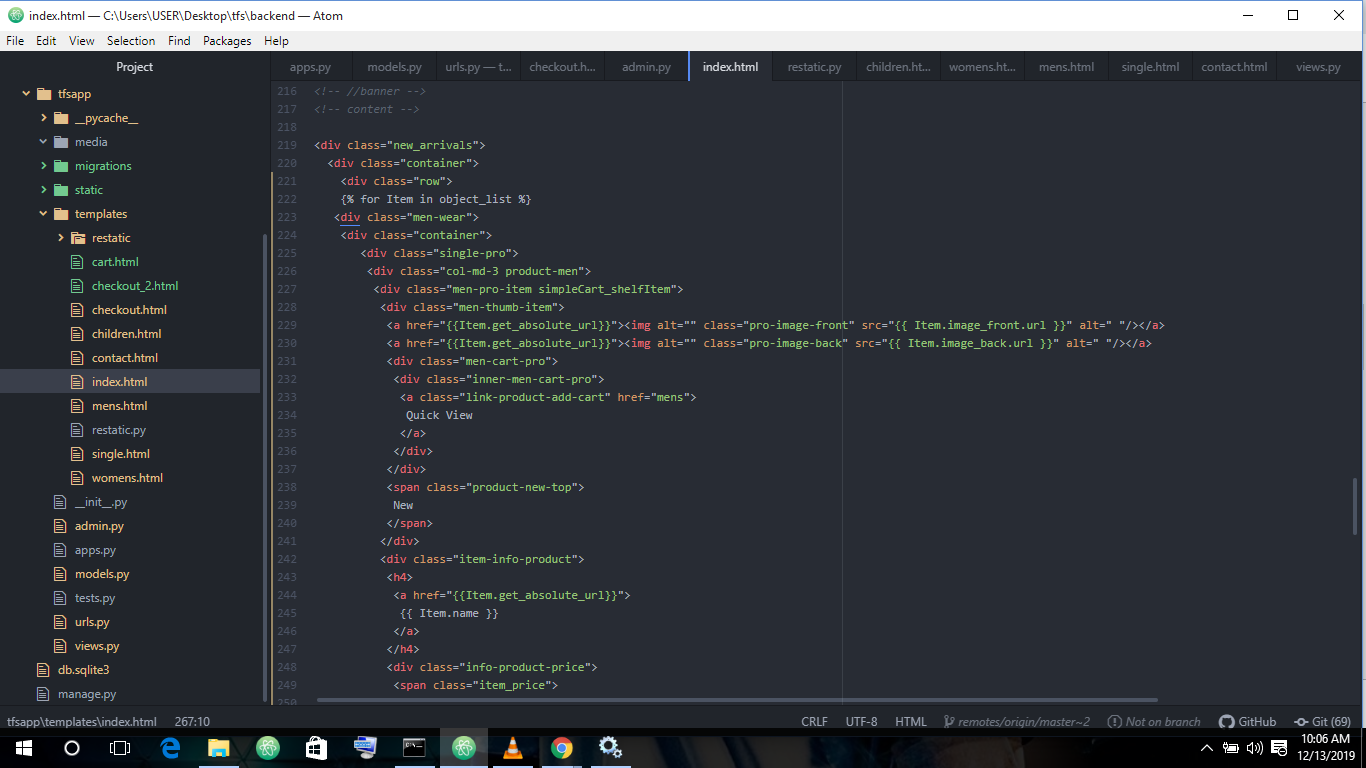 index.html — C:\Users\USER\Desktop\tfs\backend — Atom
File Edit View Selection Find Packages Help
Project
apps.py models.py urls.py — t... checkout.h... admin.py index.html restatic.py children.ht... womens.ht... mens.html single.html contact.html views.py
tfsapp
__pycache__
media
migrations
static
templates
restatic
cart.html
checkout_2.html
checkout.html
children.html
contact.html
index.html
mens.html
restatic.py
single.html
womens.html
__init__.py
admin.py
apps.py
models.py
tests.py
urls.py
views.py
db.sqlite3
manage.py
216 <!-- //banner -->
217 <!-- content -->
218
219 <div class="new_arrivals">
220 <div class="container">
221 <div class="row">
222 {% for Item in object_list %}
223 <div class="men-wear">
224 <div class="container">
225 <div class="single-pro">
226 <div class="col-md-3 product-men">
227 <div class="men-pro-item simpleCart_shelfItem">
228 <div class="men-thumb-item">
229 <a href="{{Item.get_absolute_url}}"><img alt="" class="pro-image-front" src="{{ Item.image_front.url }}" alt=" "/></a>
230 <a href="{{Item.get_absolute_url}}"><img alt="" class="pro-image-back" src="{{ Item.image_back.url }}" alt=" "/></a>
231 <div class="men-cart-pro">
232 <div class="inner-men-cart-pro">
233 <a class="link-product-add-cart" href="mens">
234 Quick View
235 </a>
236 </div>
237 </div>
238 <span class="product-new-top">
239 New
240 </span>
241 </div>
242 <div class="item-info-product">
243 <h4>
244 <a href="{{Item.get_absolute_url}}">
245 {{ Item.name }}
246 </a>
247 </h4>
248 <div class="info-product-price">
249 <span class="item_price">
250
tfsapp\templates\index.html 267:10 CRLF UTF-8 HTML remotes/origin/master~2 Not on branch GitHub Git (69)
10:06 AM
12/13/2019